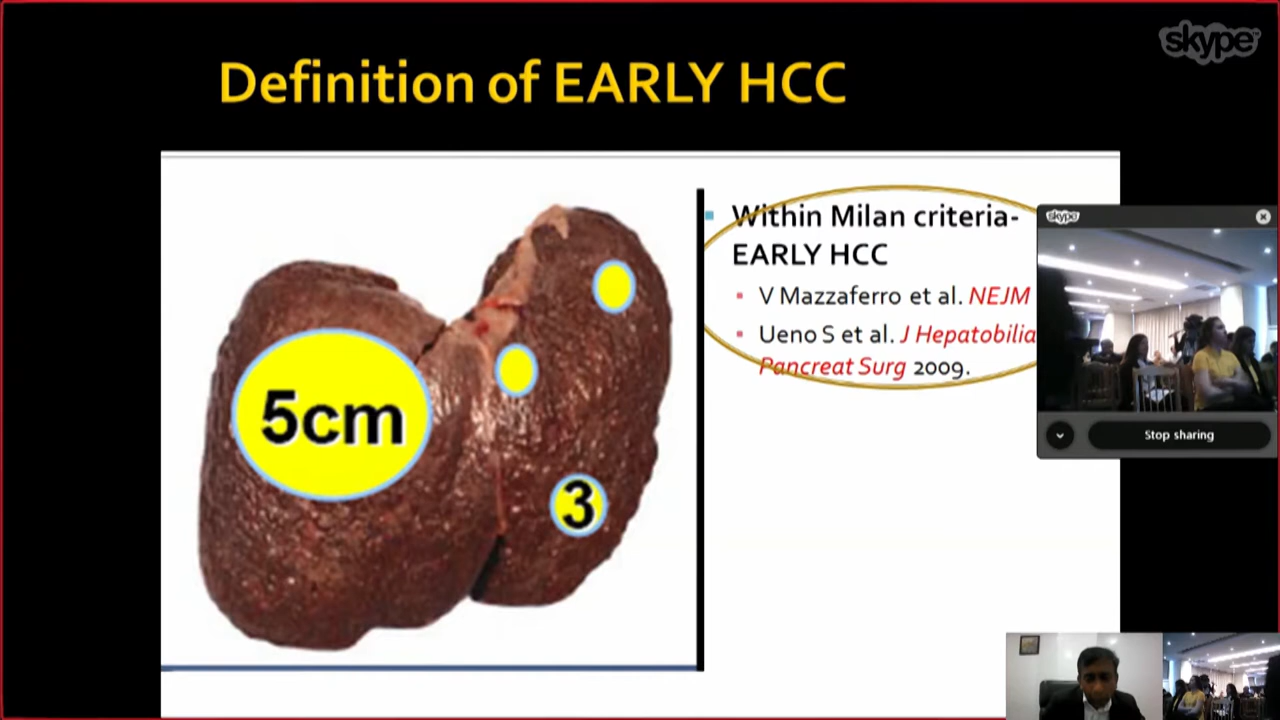 skype
Definition of EARLY HCC
Within Milan criteria-
EARLY HCC
V Mazzaferro et al. NEJM
Ueno S et al. J Hepatobilia
Pancreat Surg 2009.
5cm
3
skype
Stop sharing